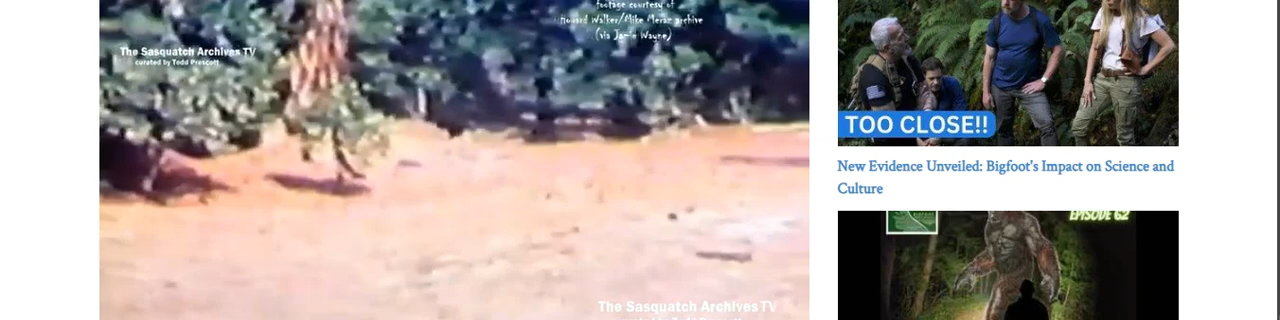 footage courtesy of
Howard Walker/Mike Meraz archive
(via Jamie Wayne)
The Sasquatch Archives TV
curated by Todd Prescott
The Sasquatch Archives TV
TOO CLOSE!!
New Evidence Unveiled: Bigfoot's Impact on Science and
Culture
EPISODE 62